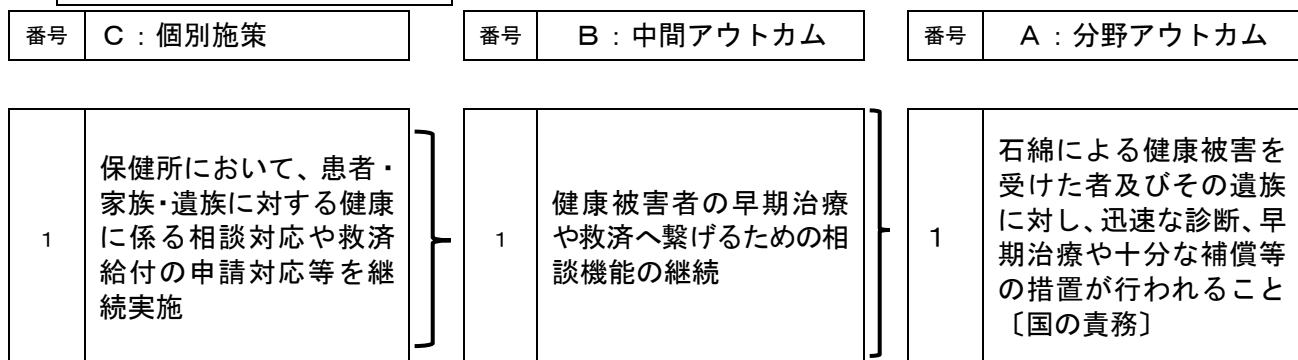 番号 C：個別施策
番号 B：中間アウトカム
番号 A：分野アウトカム
1
保健所において、患者・
家族・遺族に対する健康
に係る相談対応や救済
給付の申請対応等を継
続実施
1
健康被害者の早期治療
や救済へ繋げるための相
談機能の継続
1
石綿による健康被害を
受けた者及びその遺族
に対し、迅速な診断、早
期治療や十分な補償等
の措置が行われること
〔国の責務〕